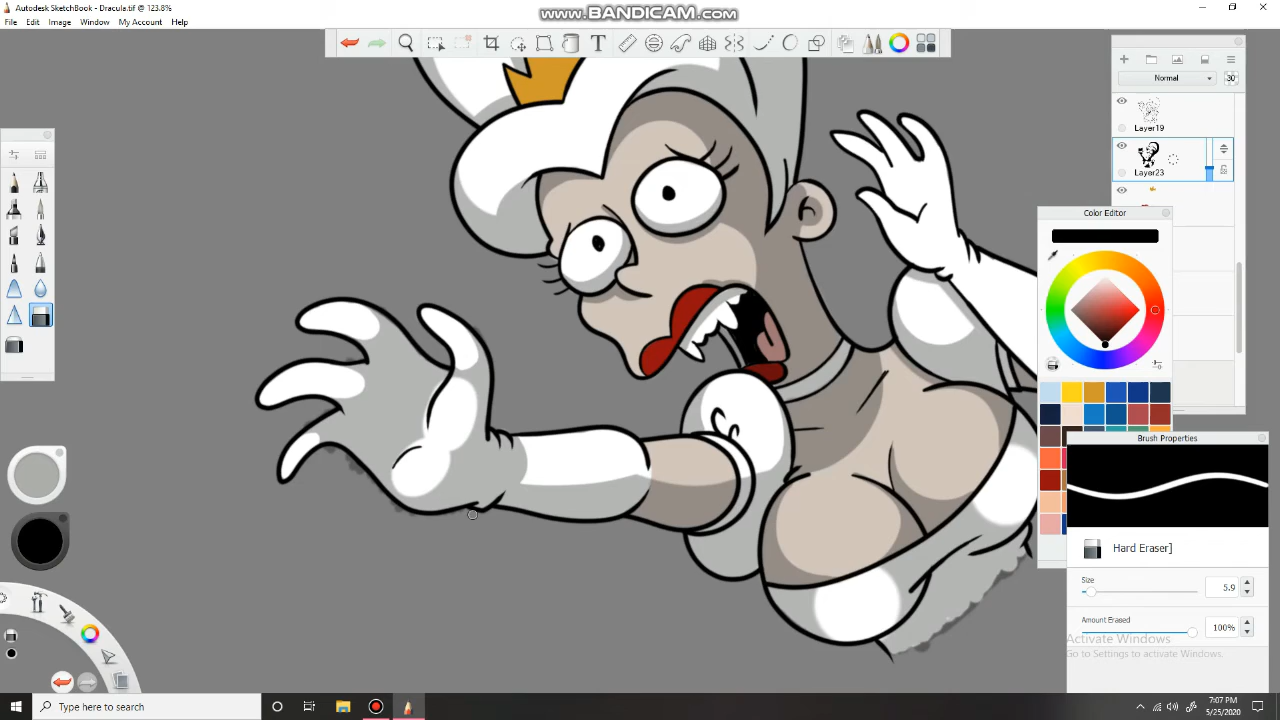 Autodesk SketchBook - Dracula.tif @ 123.8%
www.BANDICAM.com
File Edit Image Window My Account Help
T
Normal 30
Layer19
Layer23
Color Editor
Brush Properties
Hard Eraser]
Size
5.9
Amount Erased
100%
Activate Windows
Go to Settings to activate Windows.
Type here to search
7:07 PM
5/25/2020